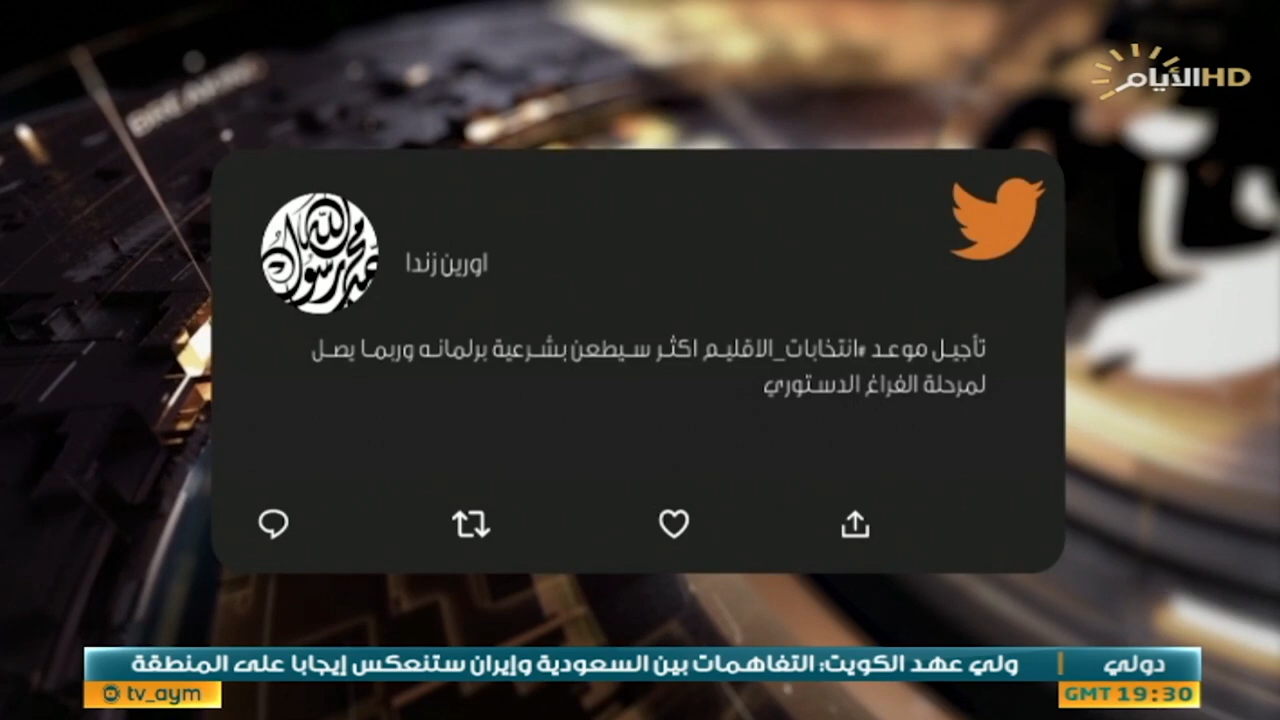 الأيام HD
BREAKING
اورين زندا
تأجيل موعد #انتخابات_الاقليم اكثر سيطعن بشرعية برلمانه وربما يصل
لمرحلة الفراغ الدستوري
دولي | ولي عهد الكويت: التفاهمات بين السعودية وإيران ستنعكس إيجابا على المنطقة
GMT 19:30
tv_aym